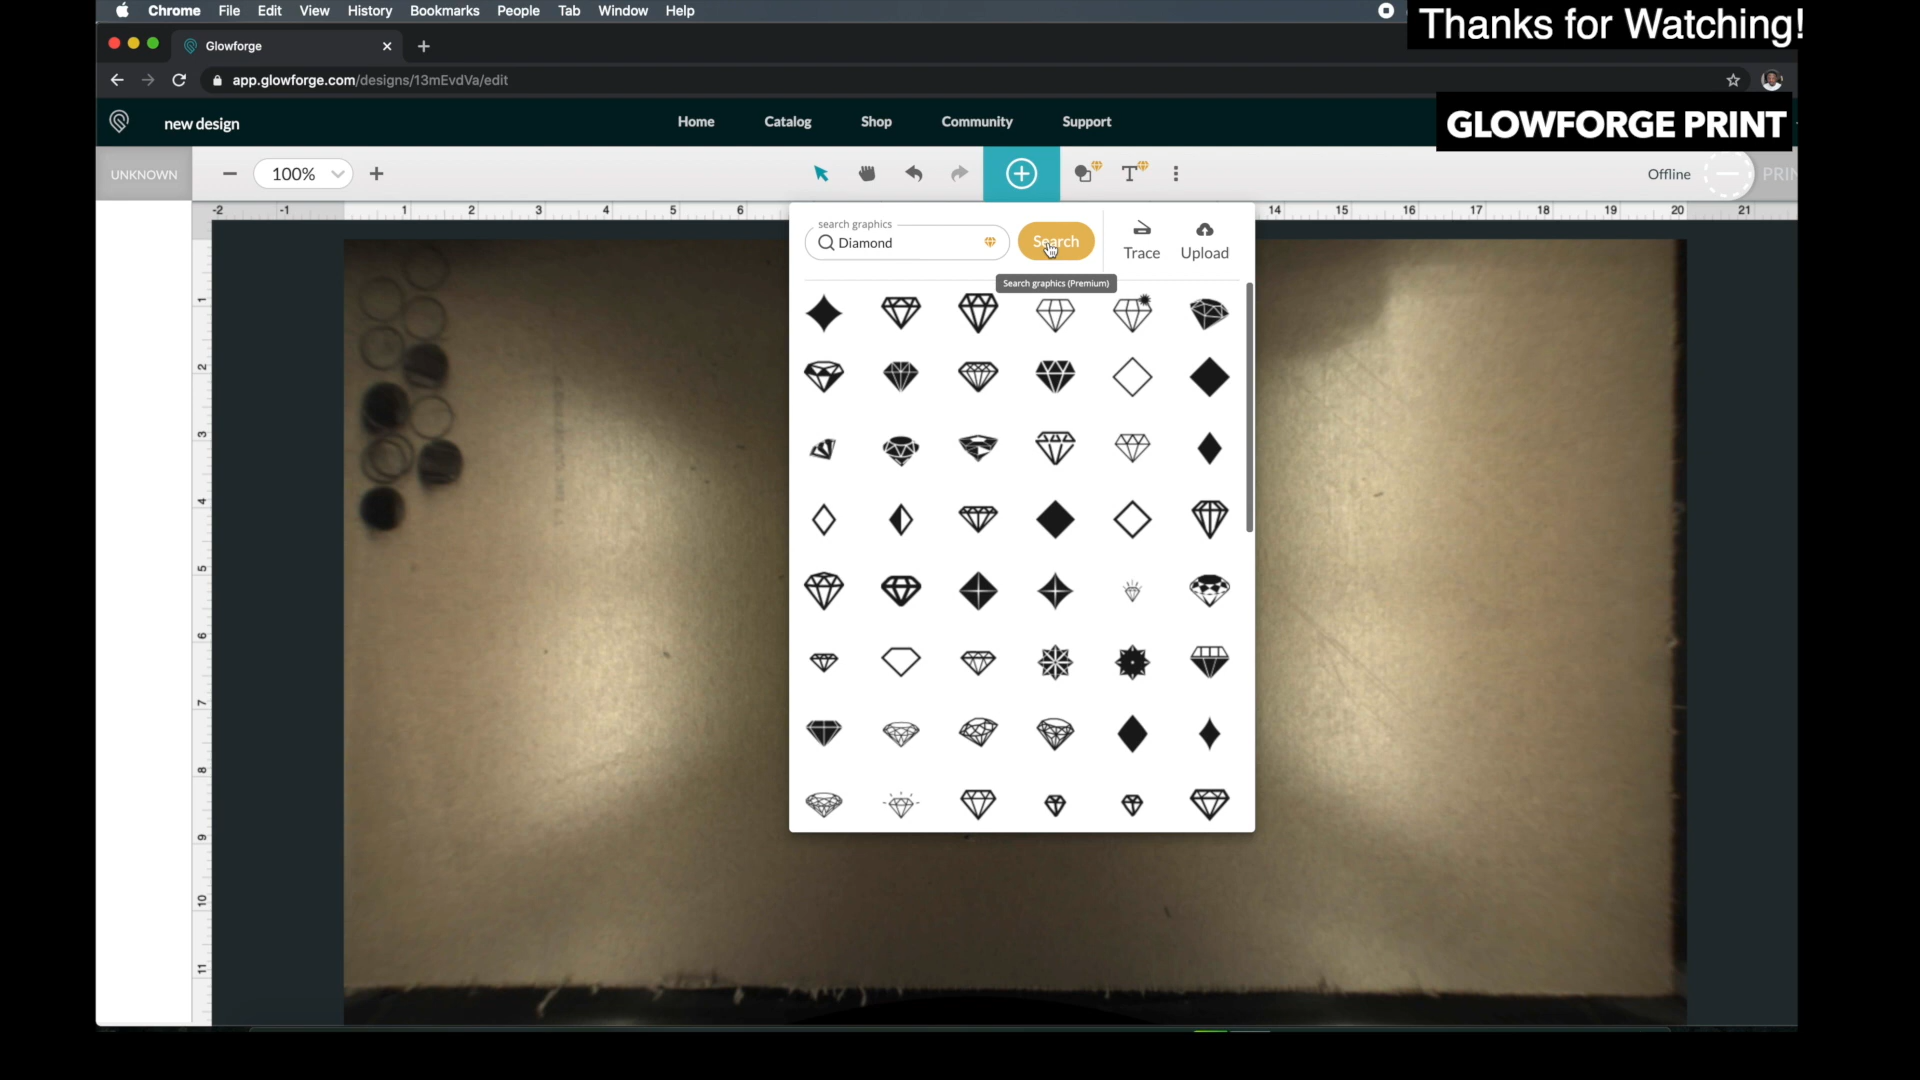 Chrome File Edit View History Bookmarks People Tab Window Help
Thanks for Watching!
Glowforge
app.glowforge.com/designs/13mEvdVa/edit
new design
Home Catalog Shop Community Support
GLOWFORGE PRINT
UNKNOWN
100%
Offline
PRIN
-2 -1 1 2 3 4 5 6 14 15 16 17 18 19 20 21
search graphics
Diamond
Search
Trace
Upload
Search graphics (Premium)
1
2
3
4
5
6
7
8
9
10
11